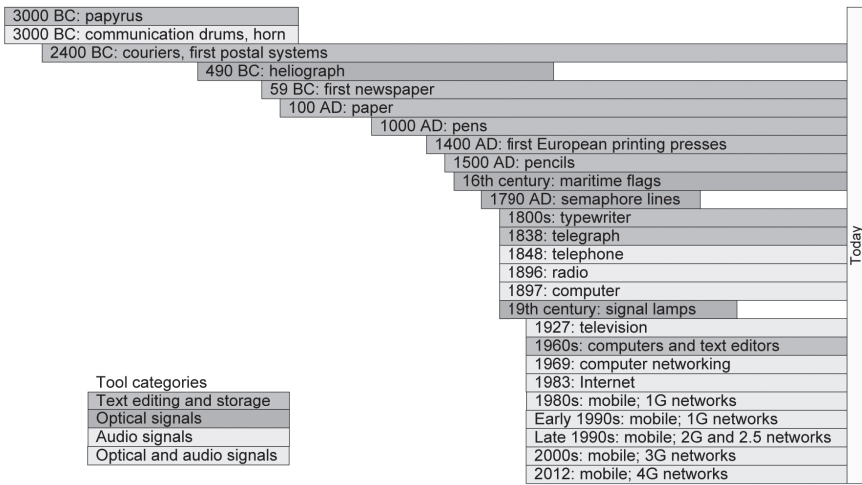 3000 BC: papyrus
3000 BC: communication drums, horn
2400 BC: couriers, first postal systems
490 BC: heliograph
59 BC: first newspaper
100 AD: paper
1000 AD: pens
1400 AD: first European printing presses
1500 AD: pencils
16th century: maritime flags
1790 AD: semaphore lines
1800s: typewriter
1838: telegraph
1848: telephone
1896: radio
1897: computer
19th century: signal lamps
1927: television
1960s: computers and text editors
1969: computer networking
1983: Internet
1980s: mobile; 1G networks
Early 1990s: mobile; 1G networks
Late 1990s: mobile; 2G and 2.5 networks
2000s: mobile; 3G networks
2012: mobile; 4G networks
Today
Tool categories
Text editing and storage
Optical signals
Audio signals
Optical and audio signals